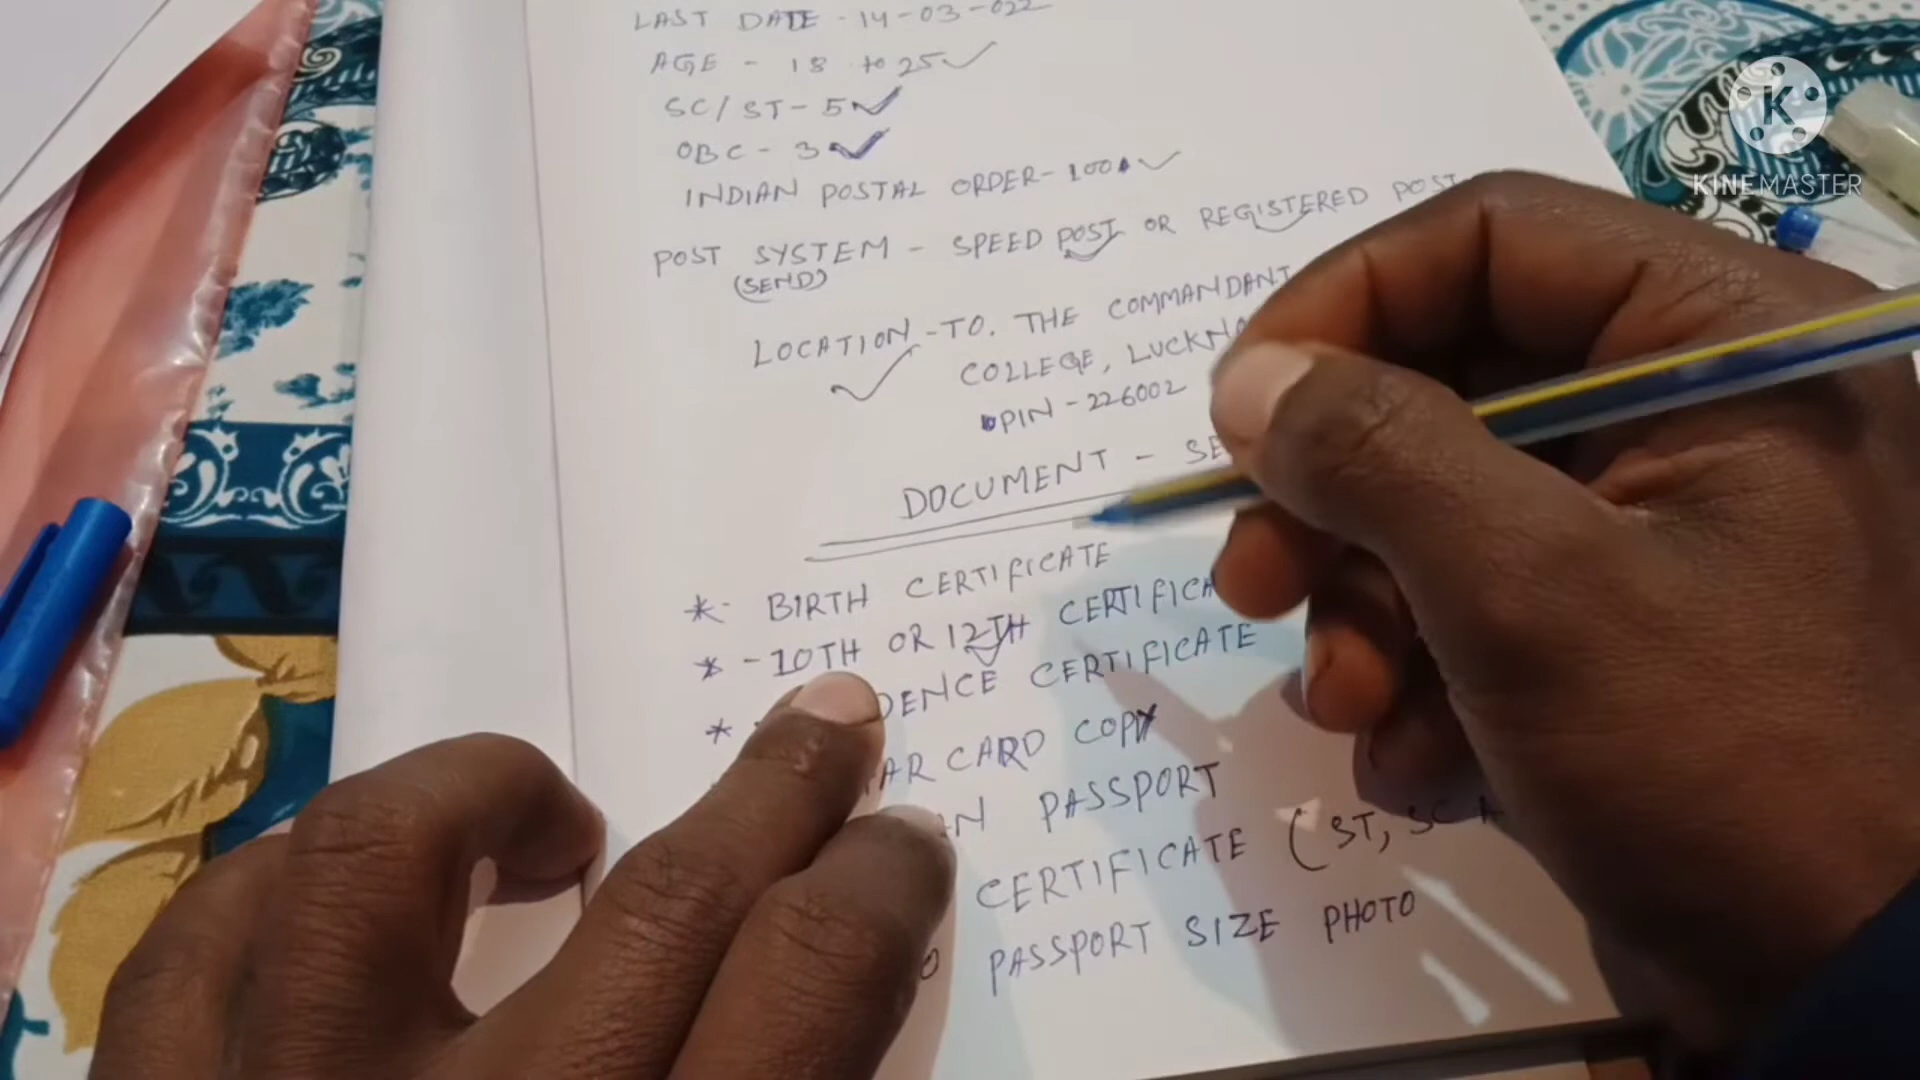 LAST DATE - 14-03-022
AGE - 18 to 25
SC/ST - 5
OBC - 3
INDIAN POSTAL ORDER - 100
POST SYSTEM - SPEED POST OR REGISTERED POST
(SEND)
LOCATION - TO. THE COMMANDANT
COLLEGE, LUCKNO
PIN - 226002
DOCUMENT - SE
* - BIRTH CERTIFICATE
* - 10TH OR 12TH CERTIFICA
* DENCE CERTIFICATE
AR CARD COPY
AN PASSPORT
CERTIFICATE (ST, SC
O PASSPORT SIZE PHOTO
K
KINEMASTER